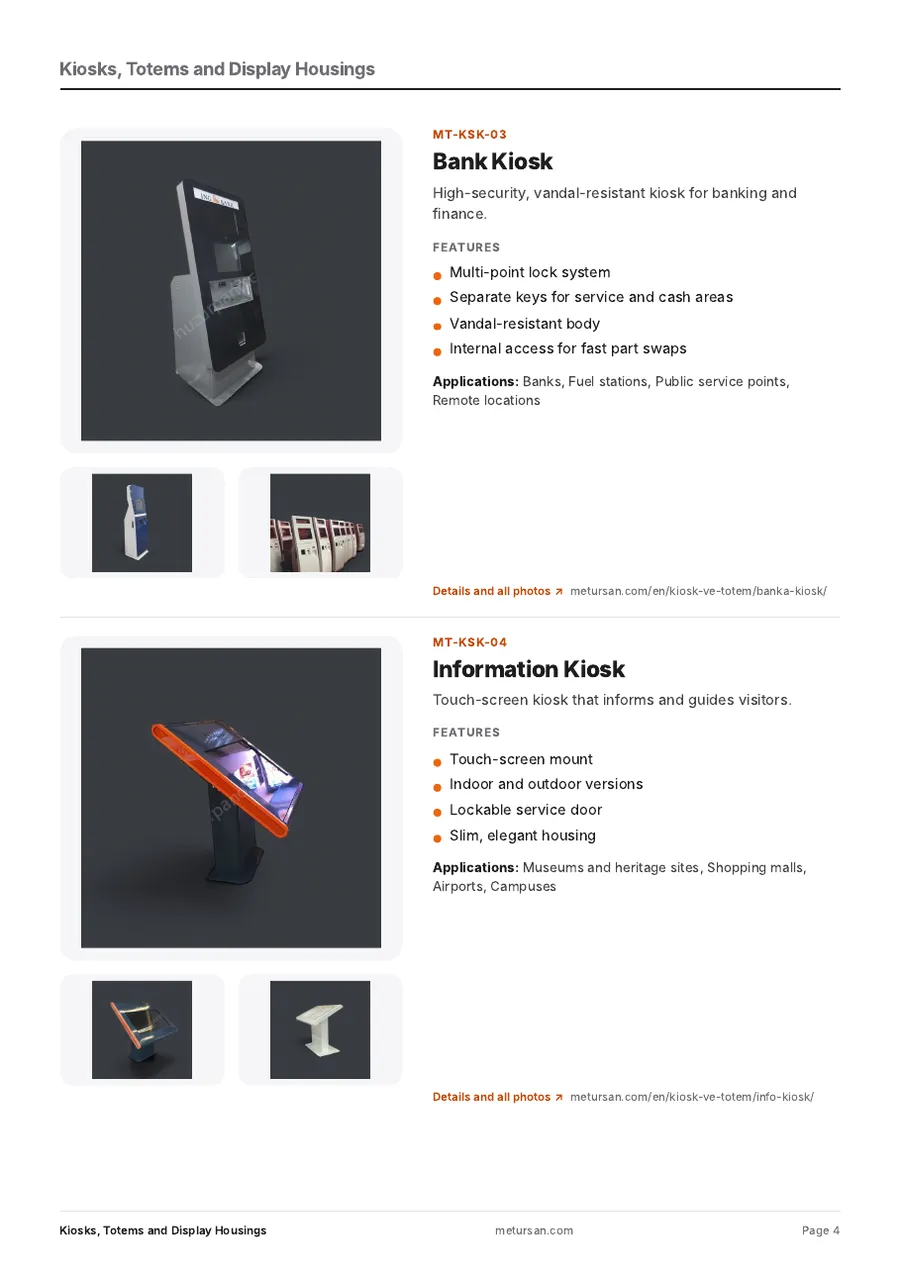 Kiosks, Totems and Display Housings
MT-KSK-03
Bank Kiosk
High-security, vandal-resistant kiosk for banking and
finance.
FEATURES
Multi-point lock system
Separate keys for service and cash areas
Vandal-resistant body
Internal access for fast part swaps
Applications: Banks, Fuel stations, Public service points,
Remote locations
Details and all photos ↗ metursan.com/en/kiosk-ve-totem/banka-kiosk/
MT-KSK-04
Information Kiosk
Touch-screen kiosk that informs and guides visitors.
FEATURES
Touch-screen mount
Indoor and outdoor versions
Lockable service door
Slim, elegant housing
Applications: Museums and heritage sites, Shopping malls,
Airports, Campuses
Details and all photos ↗ metursan.com/en/kiosk-ve-totem/info-kiosk/
Kiosks, Totems and Display Housings metursan.com Page 4